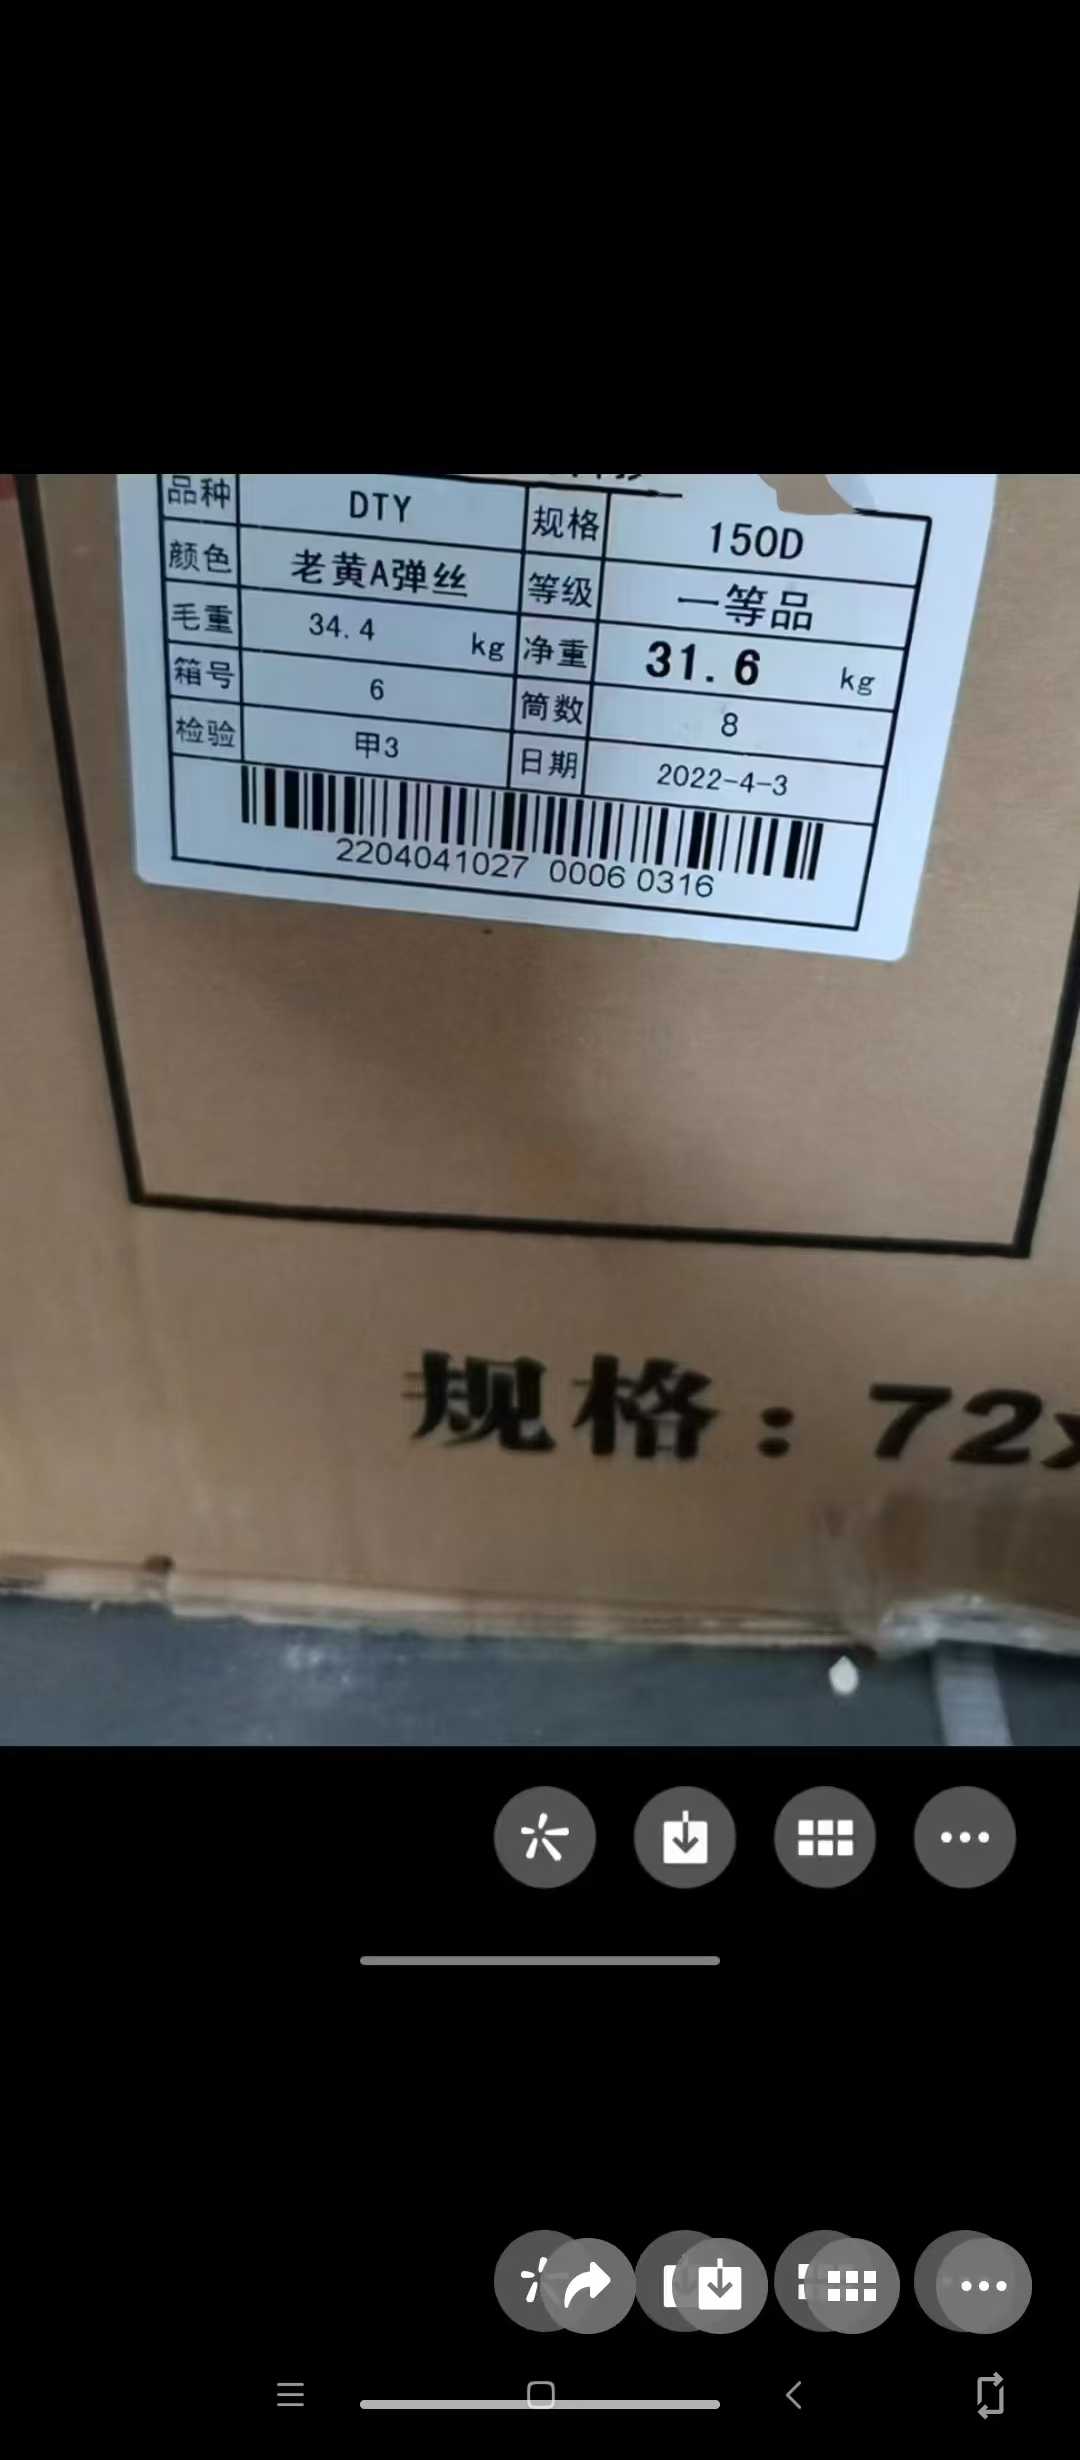 品种 DTY 规格 150D
颜色 老黄A弹丝 等级 一等品
毛重 34.4 kg 净重 31.6 kg
箱号 6 筒数 8
检验 甲3 日期 2022-4-3
2204041027 0006 0316
规格：72